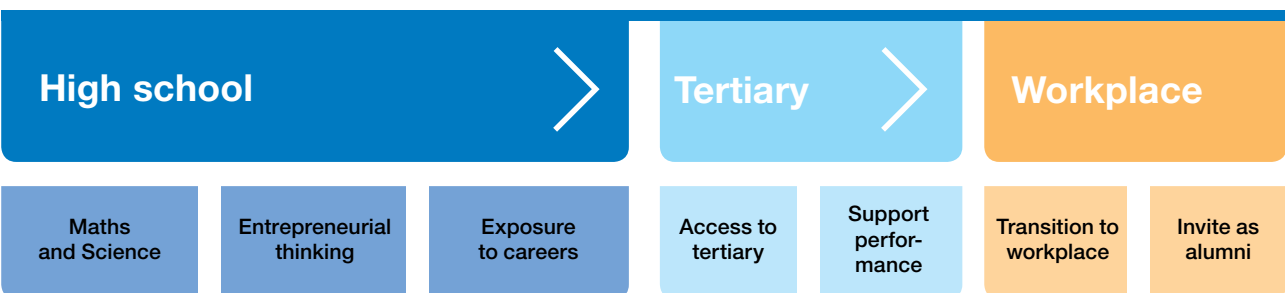 High school
Tertiary
Workplace
Maths
and Science
Entrepreneurial
thinking
Exposure
to careers
Access to
tertiary
Support
perfor-
mance
Transition to
workplace
Invite as
alumni